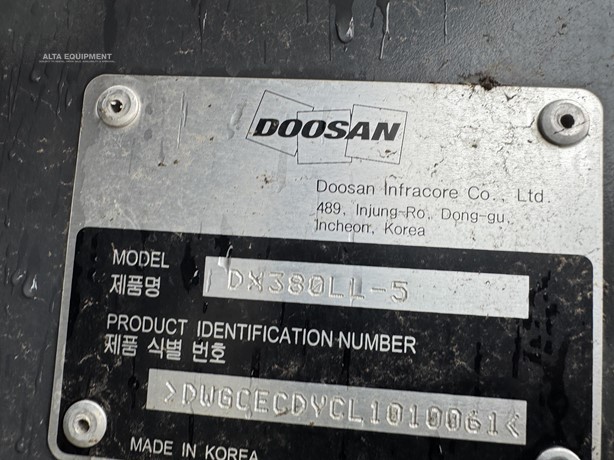 ALTA EQUIPMENT
DOOSAN
Doosan Infracore Co., Ltd.
489, Injung-Ro, Dong-gu,
Incheon, Korea
MODEL
제품명 DX380LL-5
PRODUCT IDENTIFICATION NUMBER
제품 식별 번호
>DWGCECDYCL1010061<
MADE IN KOREA